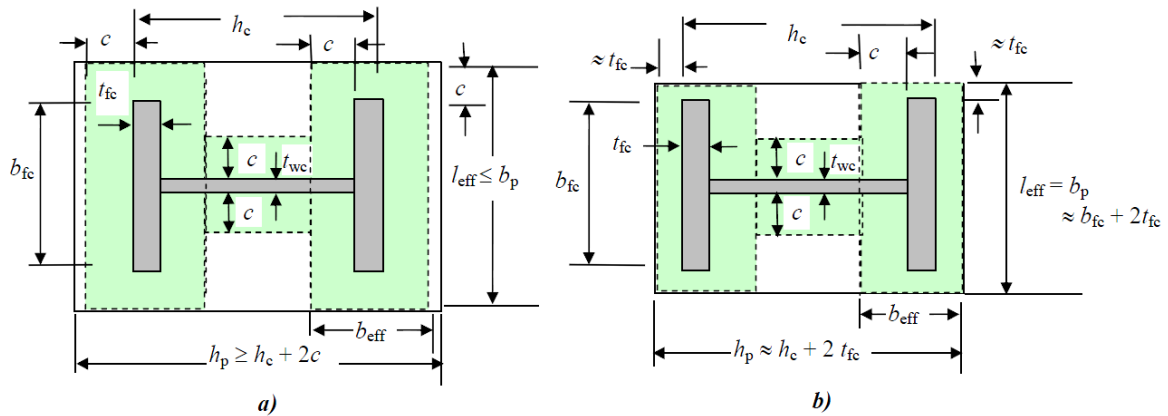 h_c
c
c
t_fc
c
b_fc
c
t_wc
l_eff ≤ b_p
c
b_eff
h_p ≥ h_c + 2c
a)
h_c
≈ t_fc
c
≈ t_fc
t_fc
c
t_wc
b_fc
l_eff = b_p
≈ b_fc + 2t_fc
c
b_eff
h_p ≈ h_c + 2 t_fc
b)